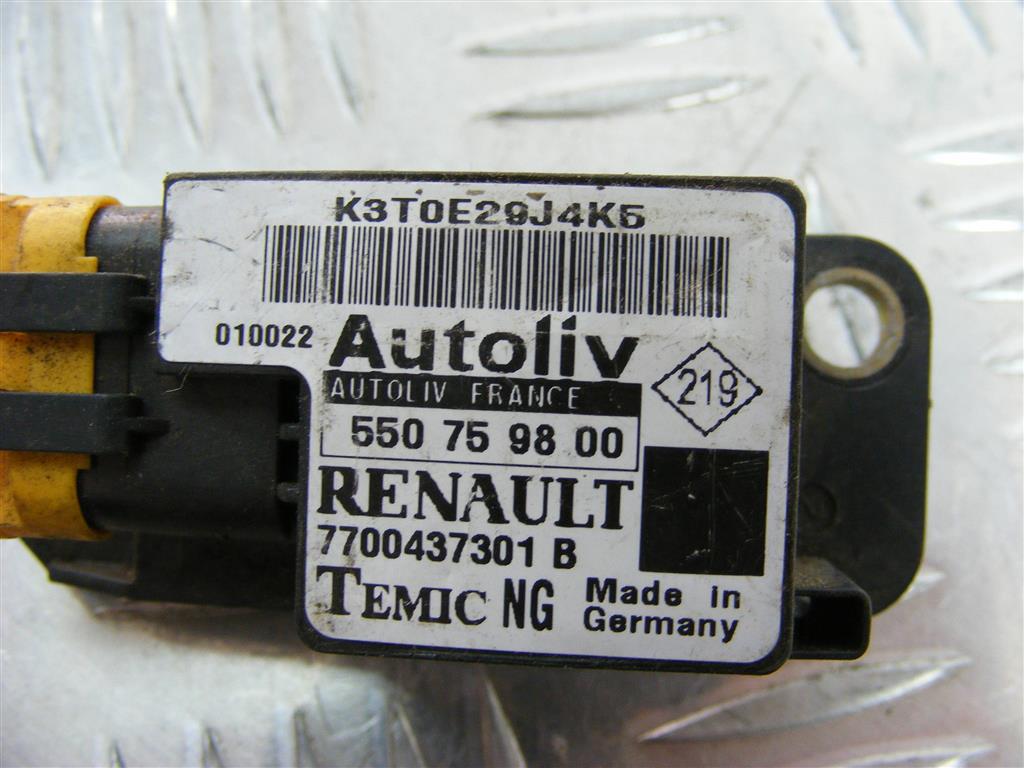 K3T0E29J4K5
010022
Autoliv
AUTOLIV FRANCE
219
550 75 98 00
RENAULT
7700437301 B
TEMIC NG
Made in
Germany